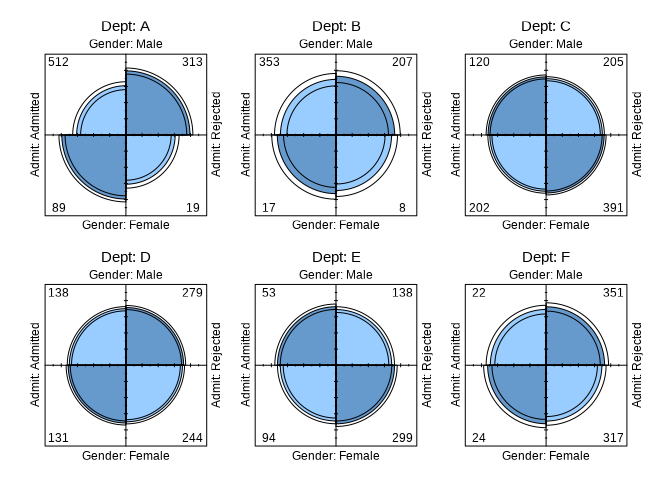 Dept: A
Gender: Male
512 313
Admit: Admitted
Admit: Rejected
89 19
Gender: Female
Dept: B
Gender: Male
353 207
Admit: Admitted
Admit: Rejected
17 8
Gender: Female
Dept: C
Gender: Male
120 205
Admit: Admitted
Admit: Rejected
202 391
Gender: Female
Dept: D
Gender: Male
138 279
Admit: Admitted
Admit: Rejected
131 244
Gender: Female
Dept: E
Gender: Male
53 138
Admit: Admitted
Admit: Rejected
94 299
Gender: Female
Dept: F
Gender: Male
22 351
Admit: Admitted
Admit: Rejected
24 317
Gender: Female